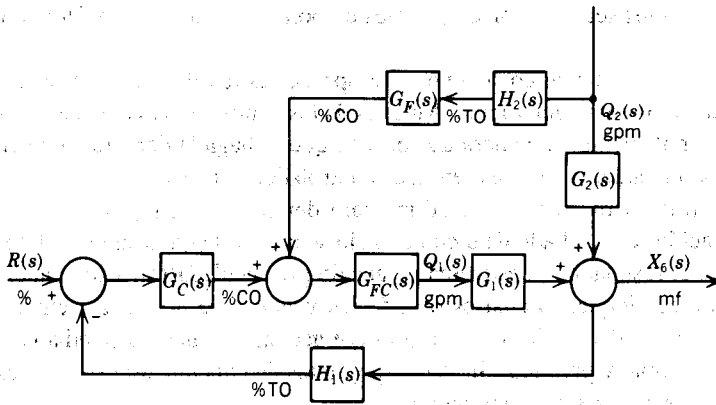 G_F(s)
H_2(s)
%CO
%TO
Q_2(s)
gpm
G_2(s)
+
+
R(s)
+
%
−
G_C(s)
+
%CO
G_FC(s)
Q_1(s)
gpm
G_1(s)
+
X_6(s)
mf
%TO
H_1(s)